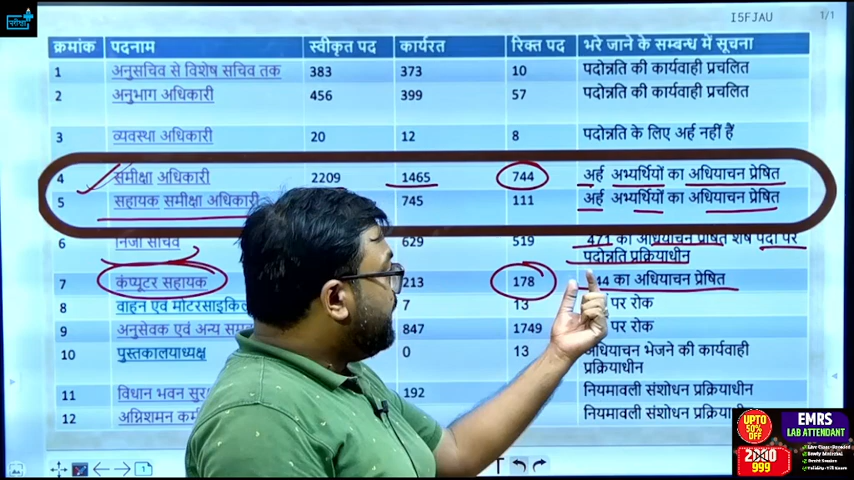 परीक्षा
I5FJAU
1/1
क्रमांक पदनाम स्वीकृत पद कार्यरत रिक्त पद भरे जाने के सम्बन्ध में सूचना
1 अनुसचिव से विशेष सचिव तक 383 373 10 पदोन्नति की कार्यवाही प्रचलित
2 अनुभाग अधिकारी 456 399 57 पदोन्नति की कार्यवाही प्रचलित
3 व्यवस्था अधिकारी 20 12 8 पदोन्नति के लिए अर्ह नहीं हैं
4 समीक्षा अधिकारी 2209 1465 744 अर्ह अभ्यर्थियों का अधियाचन प्रेषित
5 सहायक समीक्षा अधिकारी 745 111 अर्ह अभ्यर्थियों का अधियाचन प्रेषित
6 निजी सचिव 629 519 471 का अधियाचन प्रेषित शेष पदों पर
पदोन्नति प्रक्रियाधीन
7 कंप्यूटर सहायक 213 178 का अधियाचन प्रेषित
8 वाहन एवं मोटरसाइकिल 7 13 पर रोक
9 अनुसेवक एवं अन्य 847 1749 पर रोक
10 पुस्तकालयाध्यक्ष 0 13 अधियाचन भेजने की कार्यवाही
प्रक्रियाधीन
11 विधान भवन 192 नियमावली संशोधन प्रक्रियाधीन
12 अग्निशमन नियमावली संशोधन
UPTO
50%
OFF
EMRS
LAB ATTENDANT
999
1
T